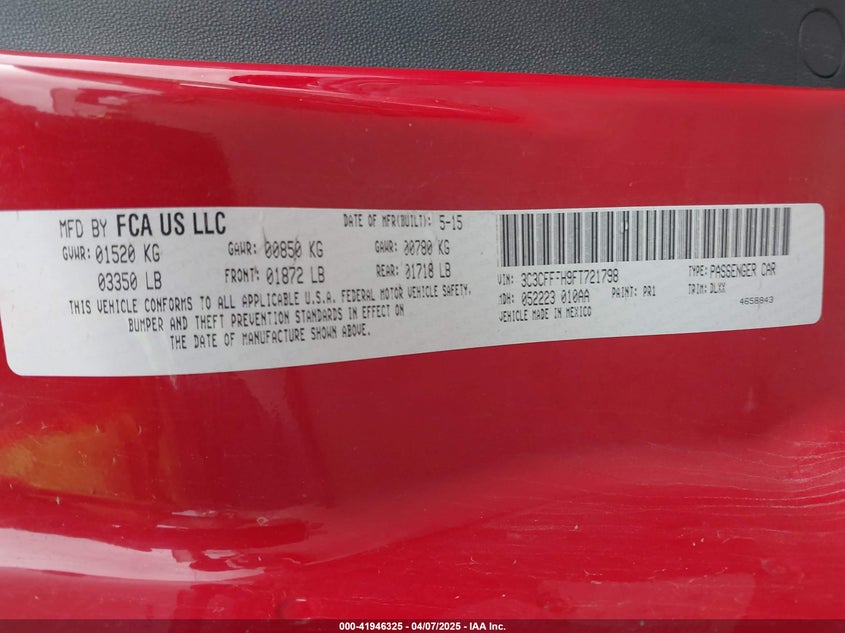 MFD BY FCA US LLC
DATE OF MFR(BUILT): 5-15
GVWR: 01520 KG
GAWR: 00850 KG
GAWR: 00780 KG
03350 LB
FRONT: 01872 LB
REAR: 01718 LB
THIS VEHICLE CONFORMS TO ALL APPLICABLE U.S.A. FEDERAL MOTOR VEHICLE SAFETY,
BUMPER AND THEFT PREVENTION STANDARDS IN EFFECT ON
THE DATE OF MANUFACTURE SHOWN ABOVE.
VIN:
TYPE: PASSENGER CAR
MDH: 052223 010AA
PAINT: PR1
TRIM: DLXX
VEHICLE MADE IN MEXICO
4658843
000-41946325 - 04/07/2025 - IAA Inc.